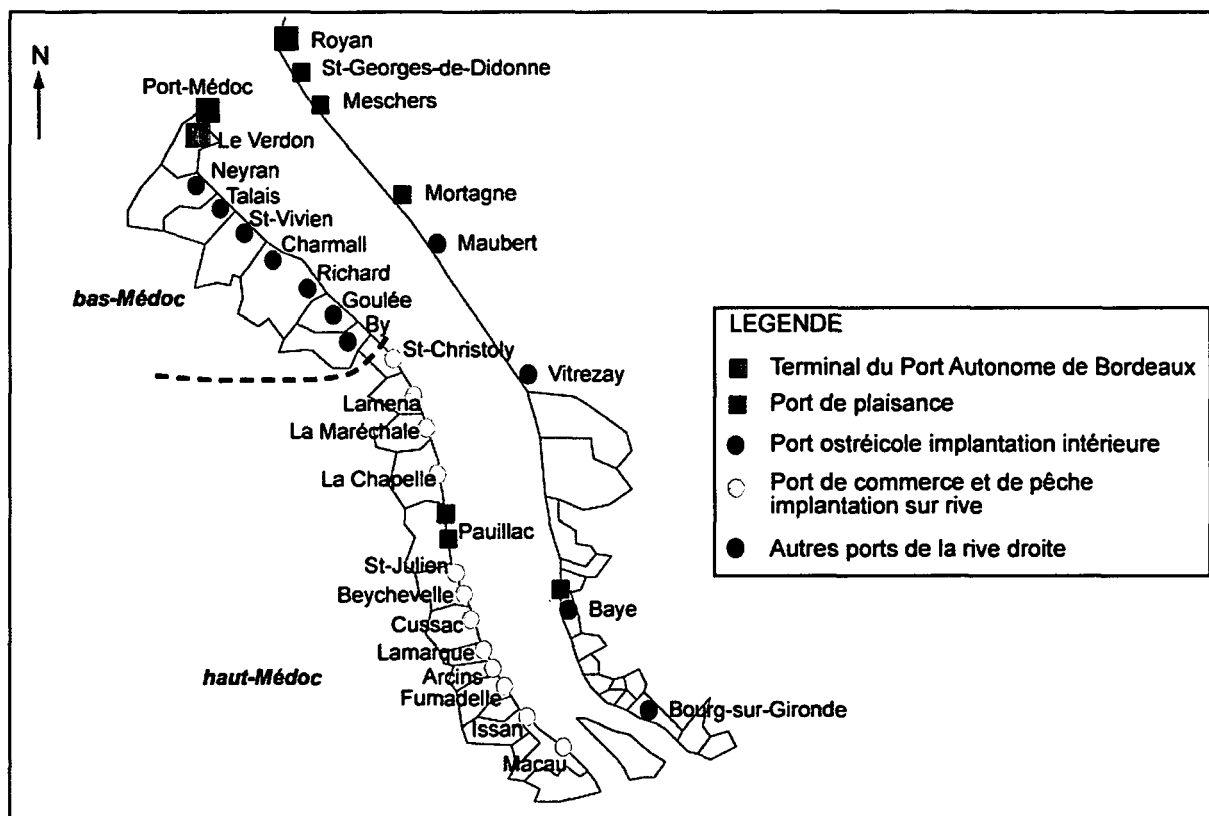 N
Royan
St-Georges-de-Didonne
Port-Médoc
Meschers
Le Verdon
Neyran
Talais
St-Vivien
Mortagne
Charmall
Maubert
Richard
bas-Médoc
Goulée
By
St-Christoly
Vitrezay
Lamena
La Maréchale
La Chapelle
Pauillac
St-Julien
Beychevelle
Baye
Cussac
Lamarque
haut-Médoc
Arcins
Fumadelle
Bourg-sur-Gironde
Issan
Macau
LEGENDE
Terminal du Port Autonome de Bordeaux
Port de plaisance
Port ostréicole implantation intérieure
Port de commerce et de pêche
implantation sur rive
Autres ports de la rive droite